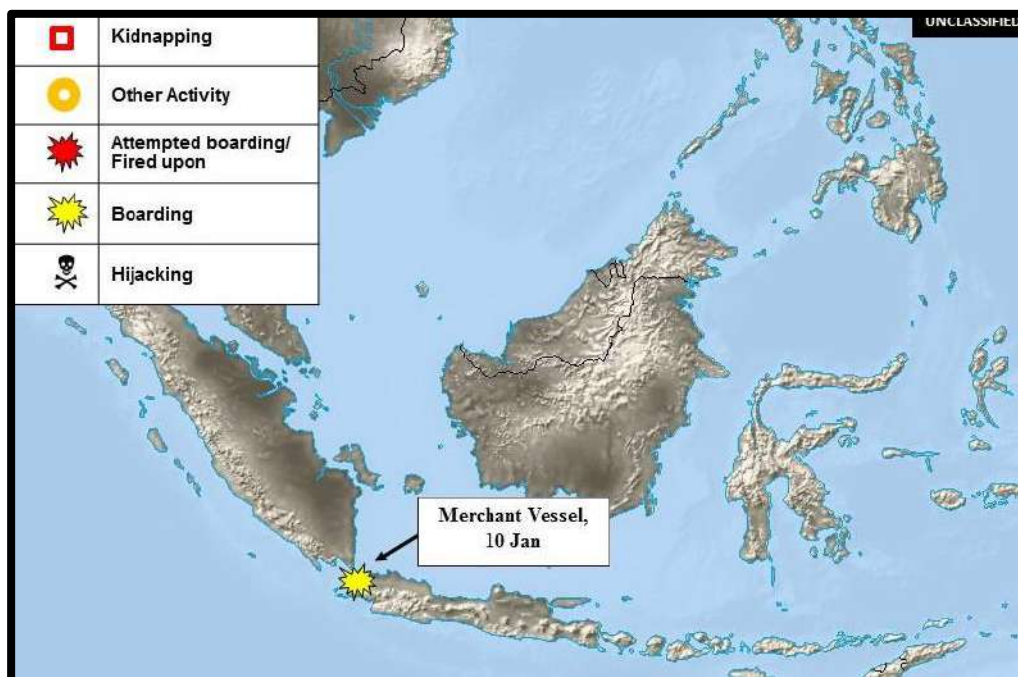 UNCLASSIFIED
Kidnapping
Other Activity
Attempted boarding/
Fired upon
Boarding
Hijacking
Merchant Vessel,
10 Jan